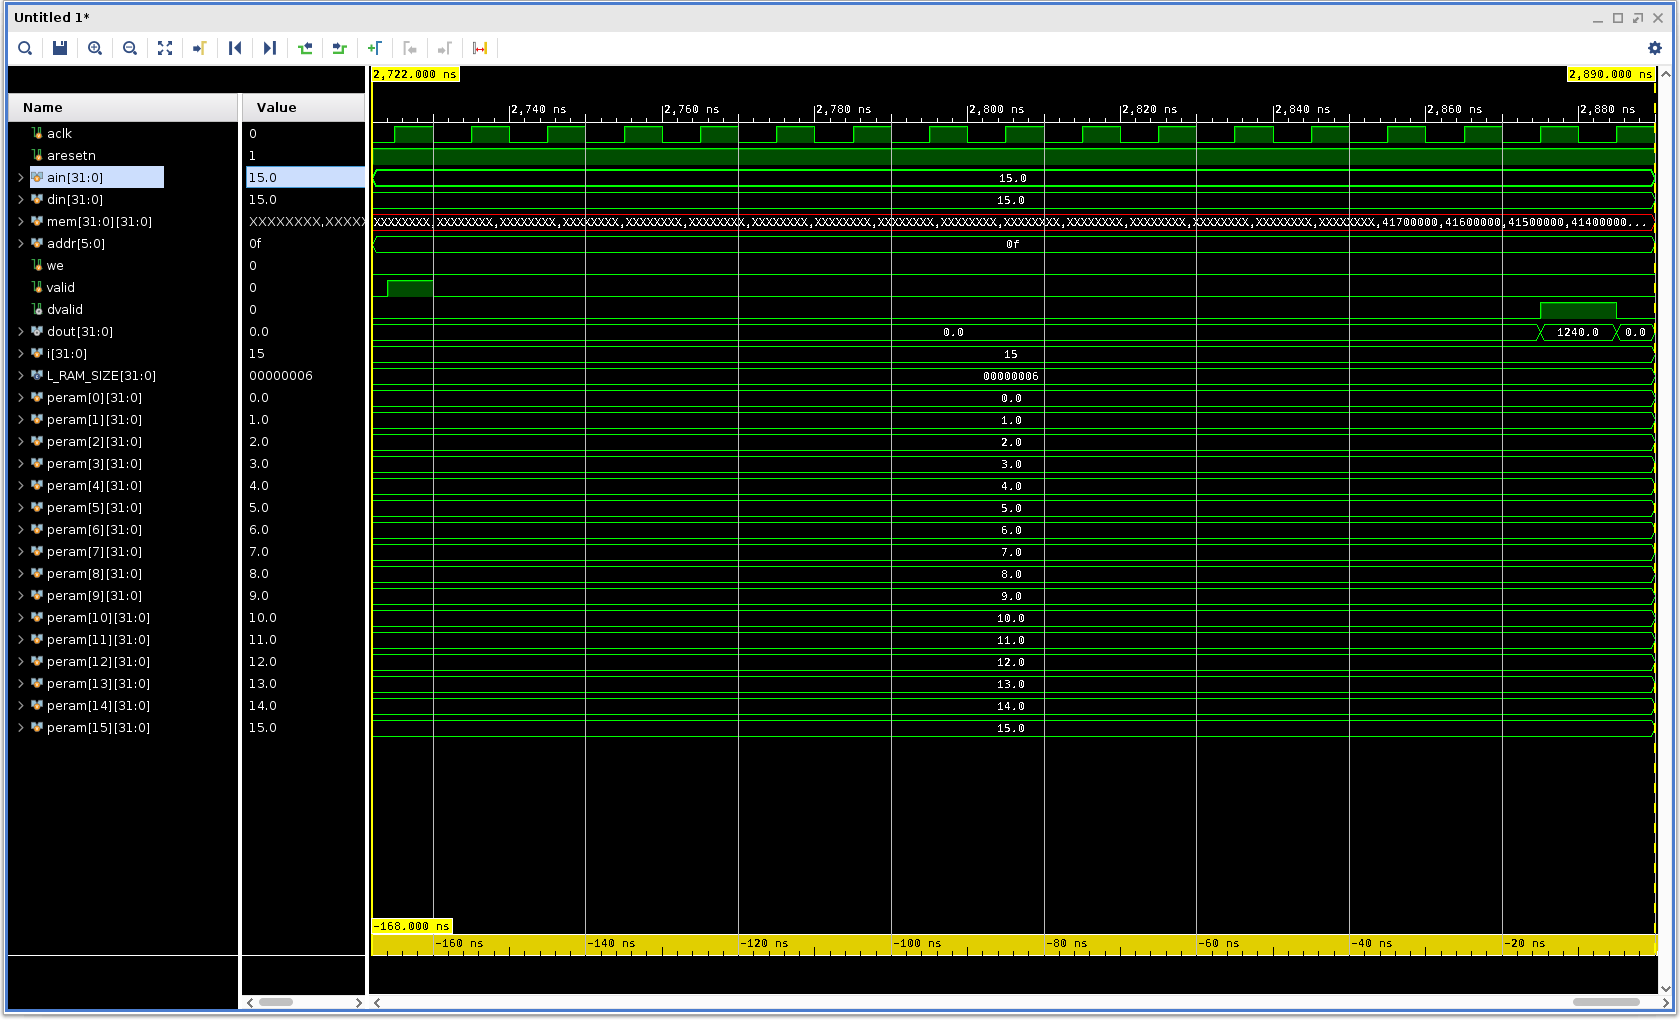 Untitled 1*
2,722.000 ns 2,890.000 ns
Name Value 2,740 ns 2,760 ns 2,780 ns 2,800 ns 2,820 ns 2,840 ns 2,860 ns 2,880 ns
aclk 0
aresetn 1
ain[31:0] 15.0 15.0
din[31:0] 15.0 15.0
mem[31:0][31:0] XXXXXXXX,XXXXX XXXXXXXX,XXXXXXXX,XXXXXXXX,XXXXXXXX,XXXXXXXX,XXXXXXXX,XXXXXXXX,XXXXXXXX,XXXXXXXX,XXXXXXXX,XXXXXXXX,XXXXXXXX,XXXXXXXX,XXXXXXXX,XXXXXXXX,XXXXXXXX,41700000,41600000,41500000,41400000...
addr[5:0] 0f 0f
we 0
valid 0
dvalid 0
dout[31:0] 0.0 0.0 1240.0 0.0
i[31:0] 15 15
L_RAM_SIZE[31:0] 00000006 00000006
peram[0][31:0] 0.0 0.0
peram[1][31:0] 1.0 1.0
peram[2][31:0] 2.0 2.0
peram[3][31:0] 3.0 3.0
peram[4][31:0] 4.0 4.0
peram[5][31:0] 5.0 5.0
peram[6][31:0] 6.0 6.0
peram[7][31:0] 7.0 7.0
peram[8][31:0] 8.0 8.0
peram[9][31:0] 9.0 9.0
peram[10][31:0] 10.0 10.0
peram[11][31:0] 11.0 11.0
peram[12][31:0] 12.0 12.0
peram[13][31:0] 13.0 13.0
peram[14][31:0] 14.0 14.0
peram[15][31:0] 15.0 15.0
-168.000 ns
-160 ns -140 ns -120 ns -100 ns -80 ns -60 ns -40 ns -20 ns